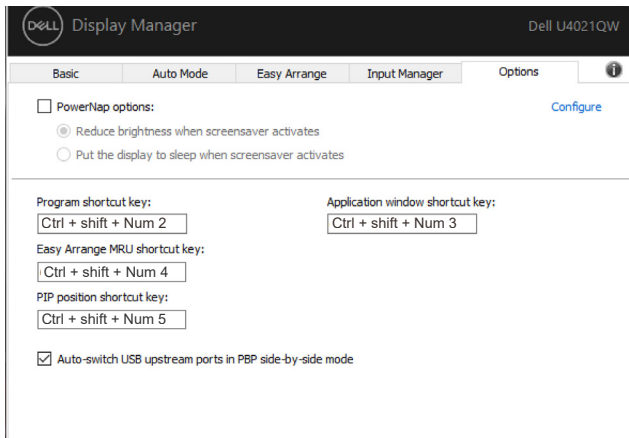 DELL Display Manager Dell U4021QW
Basic Auto Mode Easy Arrange Input Manager Options
PowerNap options: Configure
Reduce brightness when screensaver activates
Put the display to sleep when screensaver activates
Program shortcut key: Application window shortcut key:
Ctrl + shift + Num 2 Ctrl + shift + Num 3
Easy Arrange MRU shortcut key:
Ctrl + shift + Num 4
PIP position shortcut key:
Ctrl + shift + Num 5
Auto-switch USB upstream ports in PBP side-by-side mode